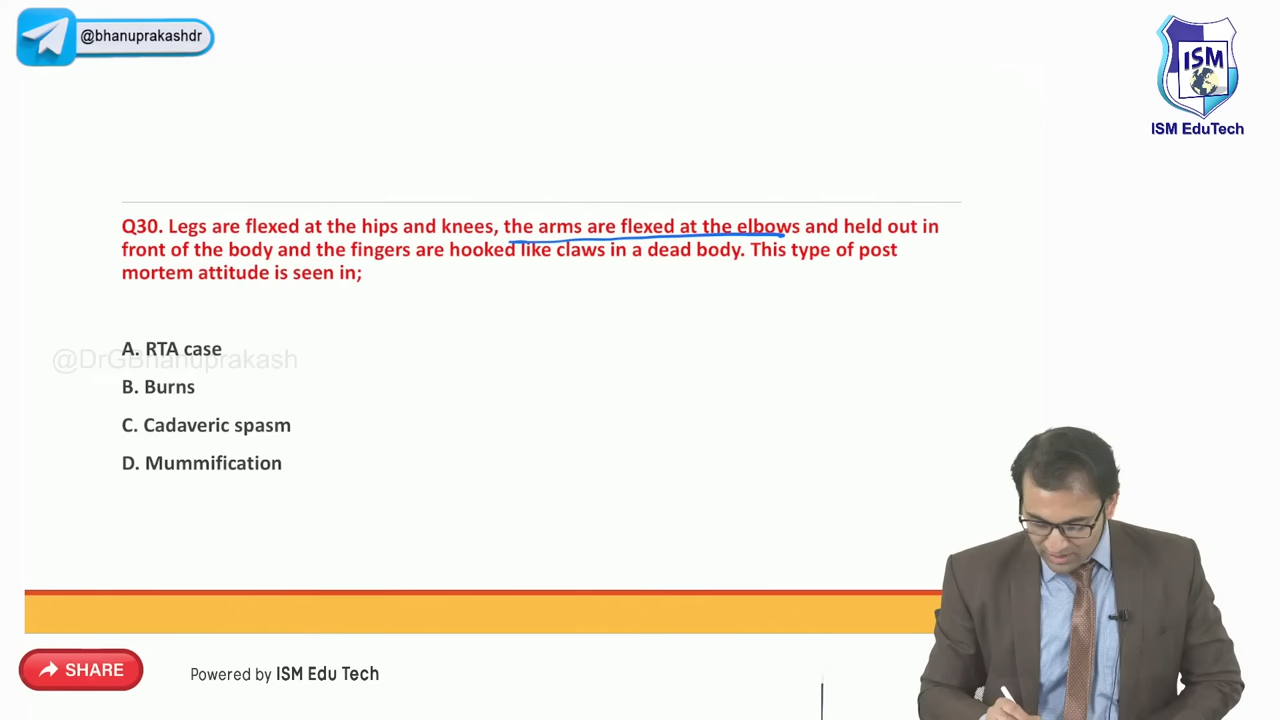 @bhanuprakashdr
ISM
ISM EduTech
Q30. Legs are flexed at the hips and knees, the arms are flexed at the elbows and held out in
front of the body and the fingers are hooked like claws in a dead body. This type of post
mortem attitude is seen in;
@DrGBhanuprakash
A. RTA case
B. Burns
C. Cadaveric spasm
D. Mummification
SHARE
Powered by ISM Edu Tech